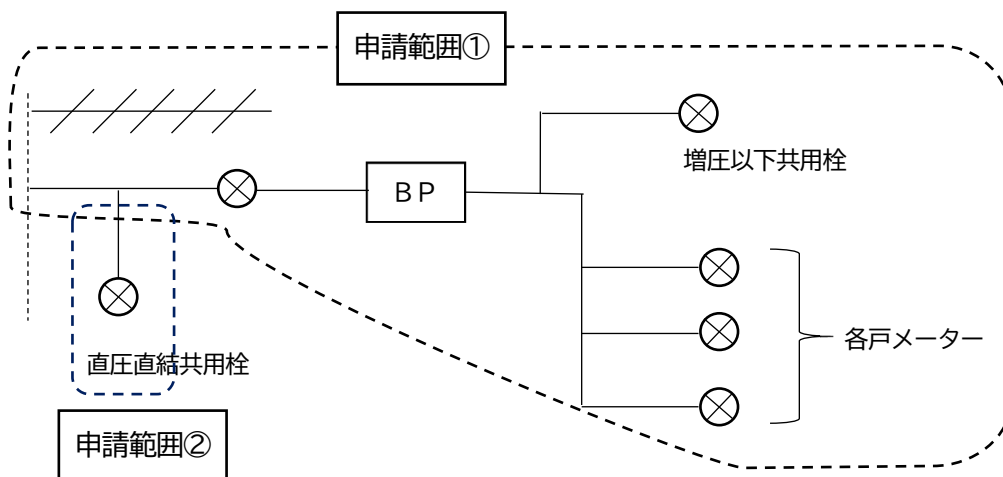 申請範囲①
増圧以下共用栓
ＢＰ
各戸メーター
直圧直結共用栓
申請範囲②